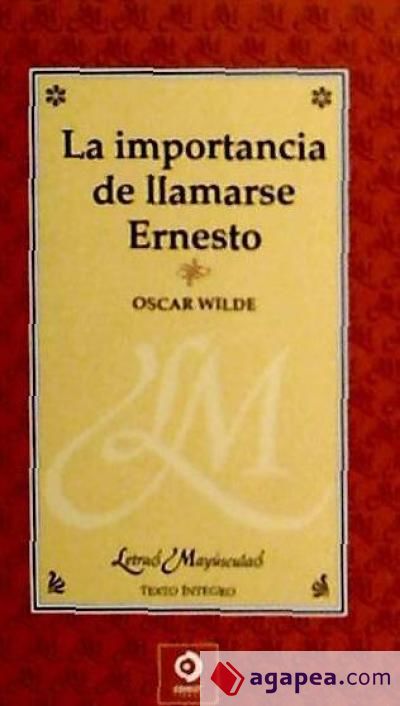 La importancia
de llamarse
Ernesto
OSCAR WILDE
LM
Letras Mayúsculas
TEXTO ÍNTEGRO
agapea.com